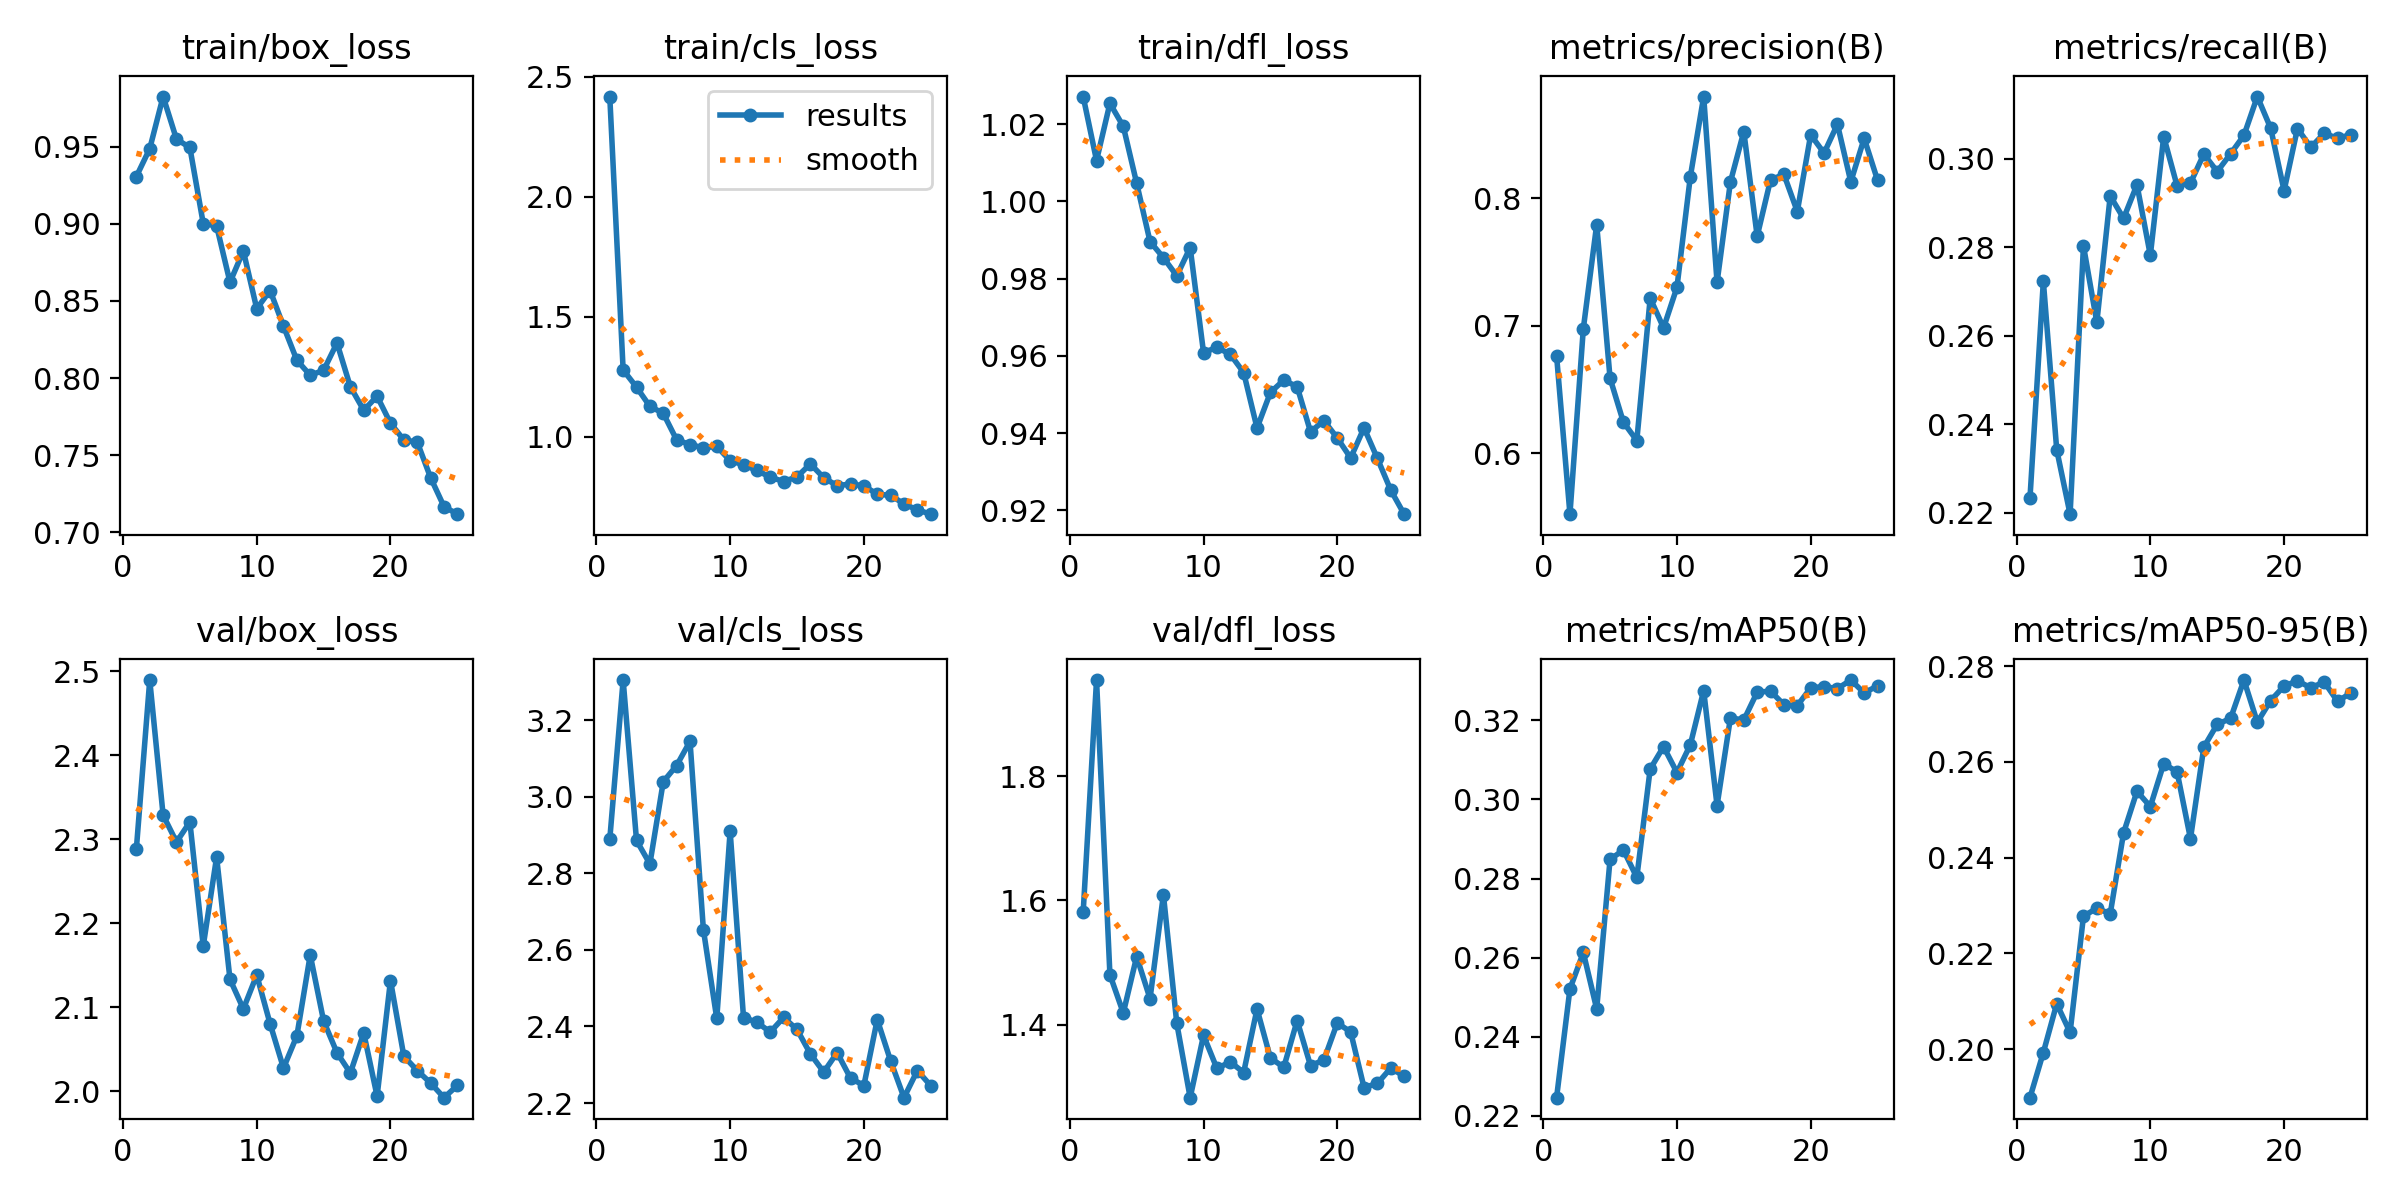 train/box_loss
0.95
0.90
0.85
0.80
0.75
0.70
0 10 20
train/cls_loss
2.5
2.0
1.5
1.0
results
smooth
0 10 20
train/dfl_loss
1.02
1.00
0.98
0.96
0.94
0.92
0 10 20
metrics/precision(B)
0.8
0.7
0.6
0 10 20
metrics/recall(B)
0.30
0.28
0.26
0.24
0.22
0 10 20
val/box_loss
2.5
2.4
2.3
2.2
2.1
2.0
0 10 20
val/cls_loss
3.2
3.0
2.8
2.6
2.4
2.2
0 10 20
val/dfl_loss
1.8
1.6
1.4
0 10 20
metrics/mAP50(B)
0.32
0.30
0.28
0.26
0.24
0.22
0 10 20
metrics/mAP50-95(B)
0.28
0.26
0.24
0.22
0.20
0 10 20